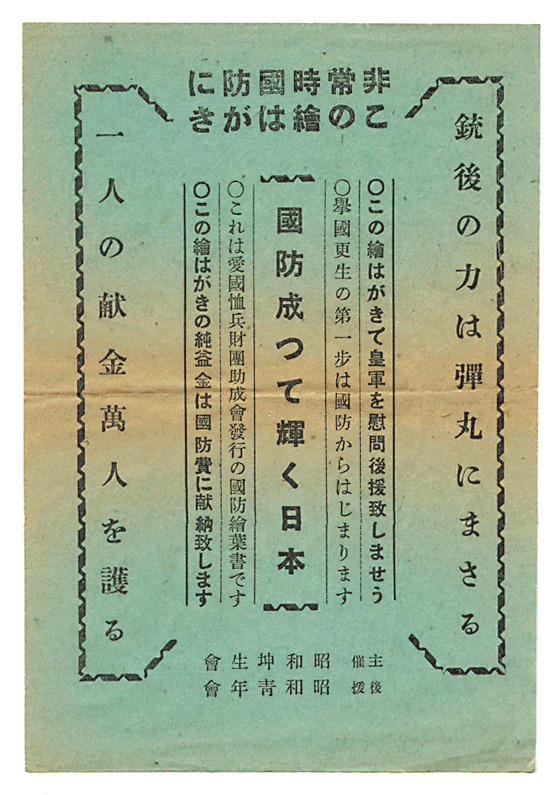 銃後の力は彈丸にまさる
非常時國防に
この繪はがき
〇この繪はがきて皇軍を慰問後援致しませう
〇擧國更生の第一步は國防からはじまります
國防成つて輝く日本
〇これは愛國恤兵財團助成會發行の國防繪葉書です
〇この繪はがきの純益金は國防費に献納致します
主催 昭和坤生會
後援 昭和青年會
一人の献金萬人を護る